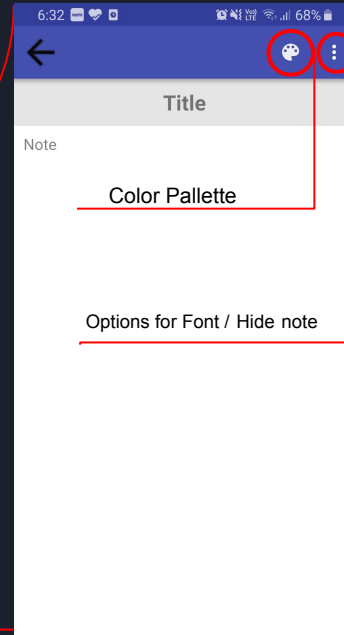 6:32 68%
Title
Note
Color Pallette
Options for Font / Hide note